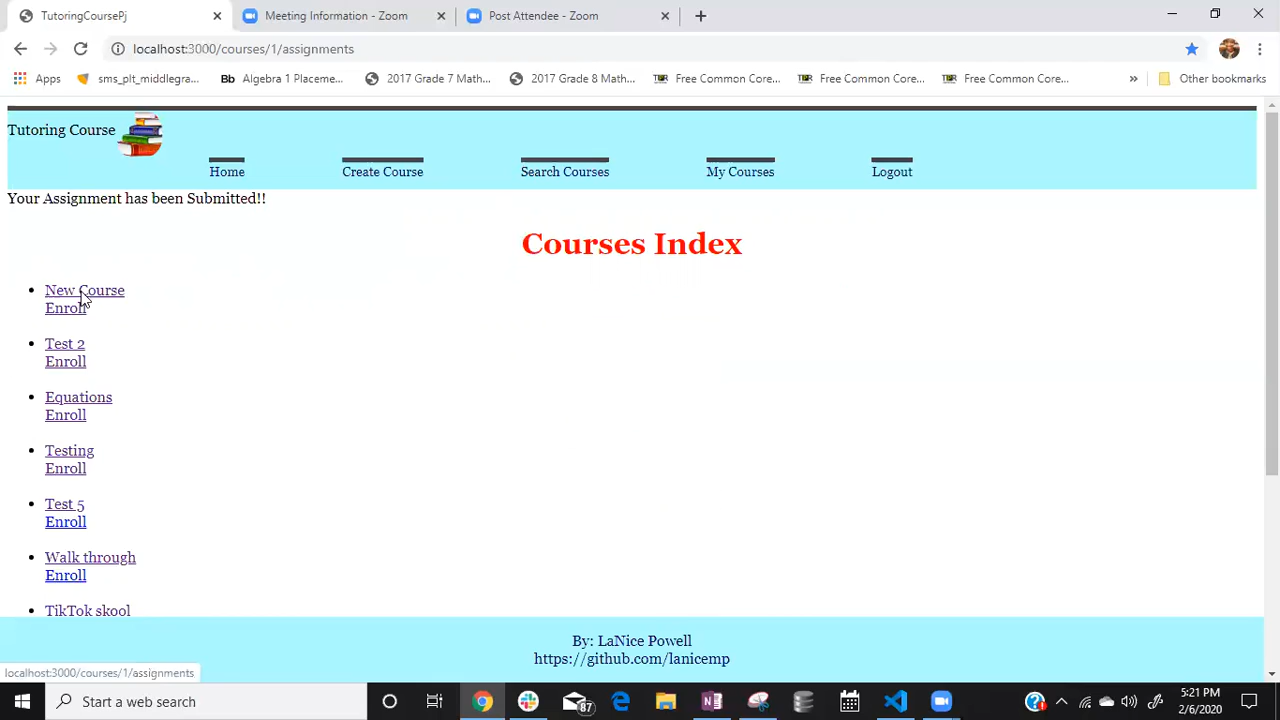 TutoringCoursePj
Meeting Information - Zoom
Post Attendee - Zoom
localhost:3000/courses/1/assignments
Apps
sms_plt_middlegra...
Bb Algebra 1 Placeme...
2017 Grade 7 Math...
2017 Grade 8 Math...
Free Common Core...
Free Common Core...
Free Common Core...
»
Other bookmarks
Tutoring Course
Home
Create Course
Search Courses
My Courses
Logout
Your Assignment has been Submitted!!
Courses Index
New Course
Enroll
Test 2
Enroll
Equations
Enroll
Testing
Enroll
Test 5
Enroll
Walk through
Enroll
TikTok skool
By: LaNice Powell
https://github.com/lanicemp
localhost:3000/courses/1/assignments
Start a web search
87
5:21 PM
2/6/2020